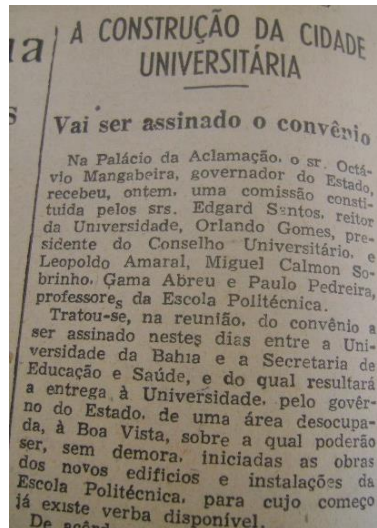 ua
s
A CONSTRUÇÃO DA CIDADE
UNIVERSITÁRIA
Vai ser assinado o convênio
Na Palácio da Aclamação, o sr. Octá-
vio Mangabeira, governador do Estado,
recebeu, ontem, uma comissão consti-
tuida pelos srs. Edgard Santos, reitor
da Universidade, Orlando Gomes, pre-
sidente do Conselho Universitário, e
Leopoldo Amaral, Miguel Calmon So-
brinho, Gama Abreu e Paulo Pedreira,
professores da Escola Politécnica.
Tratou-se, na reunião, do convênio a
ser assinado nestes dias entre a Uni-
versidade da Bahia e a Secretaria de
Educação e Saúde, e do qual resultará
a entrega à Universidade, pelo govêr-
no do Estado, de uma área desocupa-
da, à Boa Vista, sobre a qual poderão
ser, sem demora, iniciadas as obras
dos novos edificios e instalações da
Escola Politécnica, para cujo começo
já existe verba disponível.